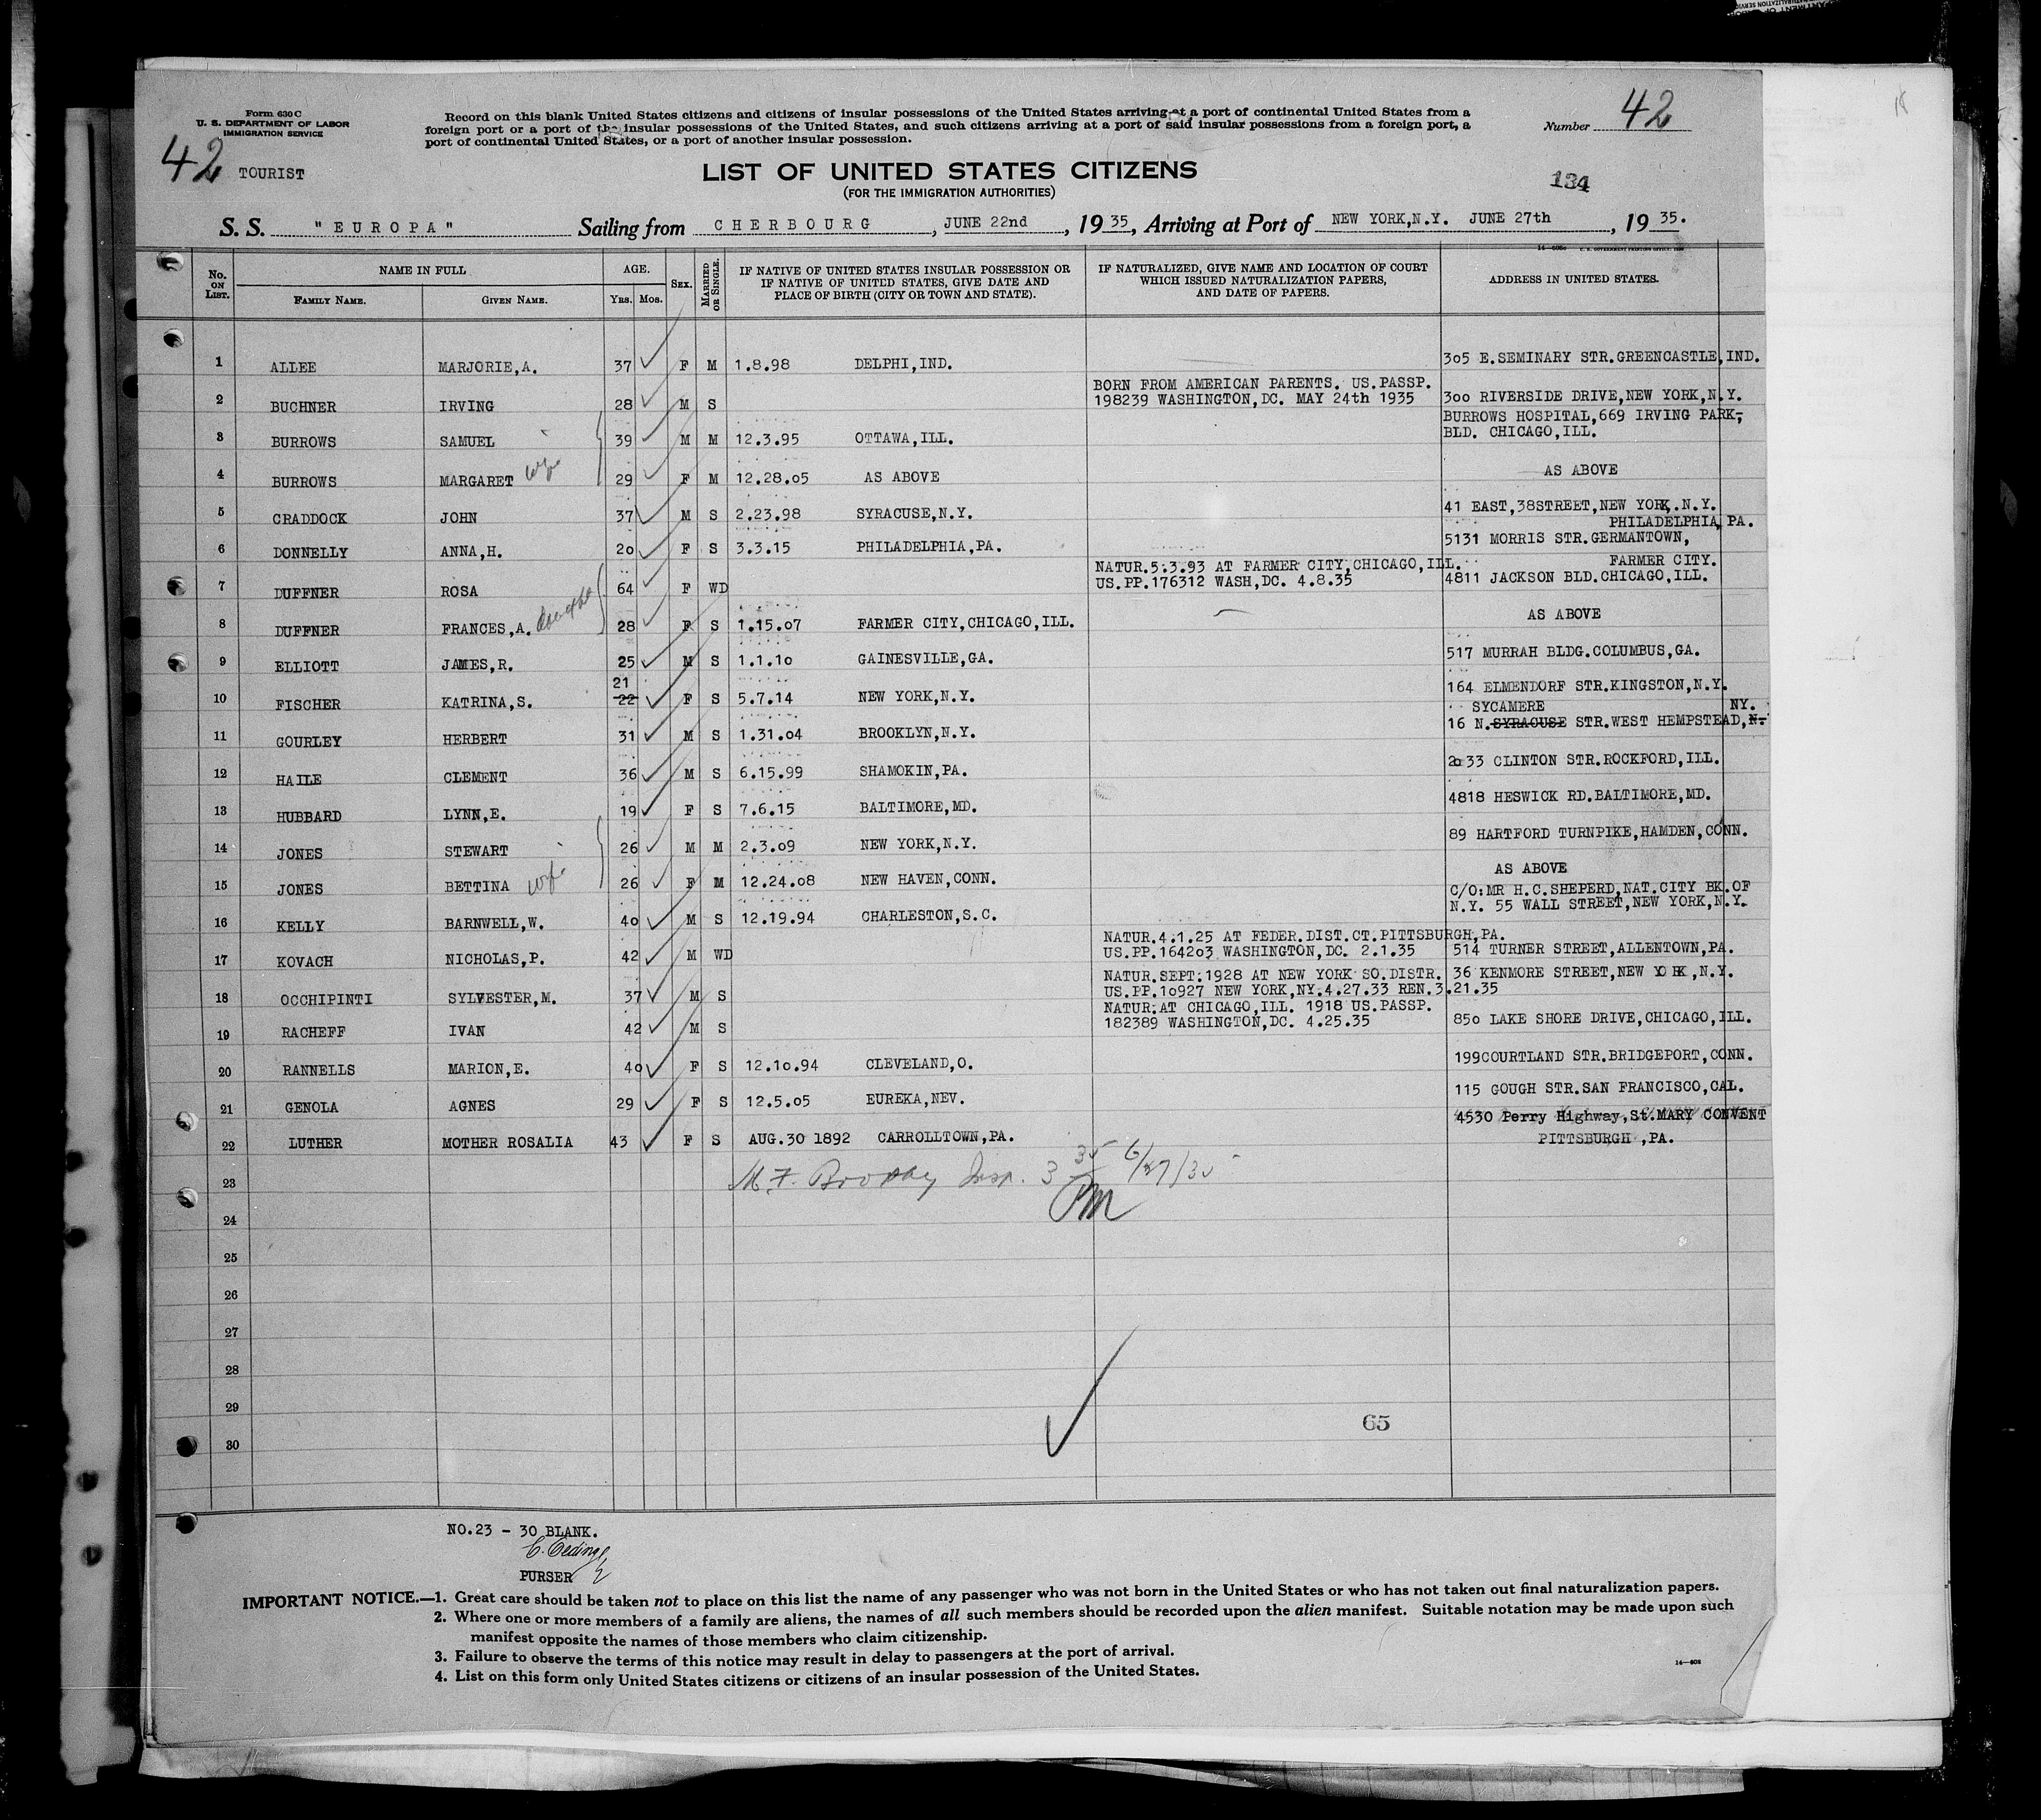 Form 630 C
U. S. DEPARTMENT OF LABOR
IMMIGRATION SERVICE
Record on this blank United States citizens and citizens of insular possessions of the United States arriving at a port of continental United States from a
foreign port or a port of the insular possessions of the United States, and such citizens arriving at a port of said insular possessions from a foreign port, a
port of continental United States, or a port of another insular possession.
Number 42
42 TOURIST
LIST OF UNITED STATES CITIZENS
(FOR THE IMMIGRATION AUTHORITIES)
134
S. S. "EUROPA" Sailing from CHERBOURG, JUNE 22nd, 1935, Arriving at Port of NEW YORK,N.Y. JUNE 27th, 1935.
No. ON LIST. NAME IN FULL FAMILY NAME. GIVEN NAME. AGE. YRS. MOS. SEX. MARRIED OR SINGLE. IF NATIVE OF UNITED STATES INSULAR POSSESSION OR IF NATIVE OF UNITED STATES, GIVE DATE AND PLACE OF BIRTH (CITY OR TOWN AND STATE). IF NATURALIZED, GIVE NAME AND LOCATION OF COURT WHICH ISSUED NATURALIZATION PAPERS, AND DATE OF PAPERS. ADDRESS IN UNITED STATES.
1 ALLEE MARJORIE,A. 37 F M 1.8.98 DELPHI,IND. 305 E.SEMINARY STR.GREENCASTLE,IND.
BORN FROM AMERICAN PARENTS. US.PASSP.
2 BUCHNER IRVING 28 M S 198239 WASHINGTON,DC. MAY 24th 1935 300 RIVERSIDE DRIVE,NEW YORK,N.Y.
BURROWS HOSPITAL,669 IRVING PARK-,
3 BURROWS SAMUEL 39 M M 12.3.95 OTTAWA,ILL. BLD. CHICAGO,ILL.
4 BURROWS MARGARET wife 29 F M 12.28.05 AS ABOVE AS ABOVE
5 CRADDOCK JOHN 37 M S 2.23.98 SYRACUSE,N.Y. 41 EAST,38STREET,NEW YORK,.N.Y.
PHILADELPHIA,PA.
6 DONNELLY ANNA,H. 20 F S 3.3.15 PHILADELPHIA,PA. 5131 MORRIS STR.GERMANTOWN,
NATUR.5.3.93 AT FARMER CITY,CHICAGO,ILL. FARMER CITY.
7 DUFFNER ROSA 64 F WD US.PP.176312 WASH,DC. 4.8.35 4811 JACKSON BLD.CHICAGO,ILL.
8 DUFFNER FRANCES,A. daughter 28 F S 1.15.07 FARMER CITY,CHICAGO,ILL. AS ABOVE
9 ELLIOTT JAMES,R. 25 M S 1.1.10 GAINESVILLE,GA. 517 MURRAH BLDG.COLUMBUS,GA.
21
10 FISCHER KATRINA,S. 22 F S 5.7.14 NEW YORK,N.Y. 164 ELMENDORF STR.KINGSTON,N.Y.
SYCAMERE NY.
11 GOURLEY HERBERT 31 M S 1.31.04 BROOKLYN,N.Y. 16 N.SYRACUSE STR.WEST HEMPSTEAD,N.
12 HAILE CLEMENT 36 M S 6.15.99 SHAMOKIN,PA. 2033 CLINTON STR.ROCKFORD,ILL.
13 HUBBARD LYNN,E. 19 F S 7.6.15 BALTIMORE,MD. 4818 HESWICK RD.BALTIMORE,MD.
14 JONES STEWART 26 M M 2.3.09 NEW YORK,N.Y. 89 HARTFORD TURNPIKE,HAMDEN,CONN.
15 JONES BETTINA wife 26 F M 12.24.08 NEW HAVEN,CONN. AS ABOVE
C/O:MR H.C.SHEPERD,NAT.CITY BK.OF
16 KELLY BARNWELL,W. 40 M S 12.19.94 CHARLESTON,S.C. N.Y. 55 WALL STREET,NEW YORK,N.Y.
NATUR.4.1.25 AT FEDER.DIST.CT.PITTSBURGH,PA.
17 KOVACH NICHOLAS,P. 42 M WD US.PP.164203 WASHINGTON,DC. 2.1.35 514 TURNER STREET,ALLENTOWN,PA.
NATUR.SEPT.1928 AT NEW YORK SO.DISTR. 36 KENMORE STREET,NEW YORK,N.Y.
18 OCCHIPINTI SYLVESTER,M. 37 M S US.PP.10927 NEW YORK,NY.4.27.33 REN.3.21.35
NATUR.AT CHICAGO,ILL. 1918 US.PASSP.
19 RACHEFF IVAN 42 M S 182389 WASHINGTON,DC. 4.25.35 850 LAKE SHORE DRIVE,CHICAGO,ILL.
20 RANNELLS MARION,E. 40 F S 12.10.94 CLEVELAND,O. 199COURTLAND STR.BRIDGEPORT,CONN.
21 GENOLA AGNES 29 F S 12.5.05 EUREKA,NEV. 115 GOUGH STR.SAN FRANCISCO,CAL.
4530 Perry Highway,St.MARY CONVENT
22 LUTHER MOTHER ROSALIA 43 F S AUG.30 1892 CARROLLTOWN,PA. PITTSBURGH ,PA.
23 M. F. Brophy Insp. 3 35 PM 6/27/35
24
25
26
27
28
29
65
30
NO.23 - 30 BLANK.
PURSER
IMPORTANT NOTICE.—1. Great care should be taken not to place on this list the name of any passenger who was not born in the United States or who has not taken out final naturalization papers.
2. Where one or more members of a family are aliens, the names of all such members should be recorded upon the alien manifest. Suitable notation may be made upon such
manifest opposite the names of those members who claim citizenship.
3. Failure to observe the terms of this notice may result in delay to passengers at the port of arrival.
4. List on this form only United States citizens or citizens of an insular possession of the United States.